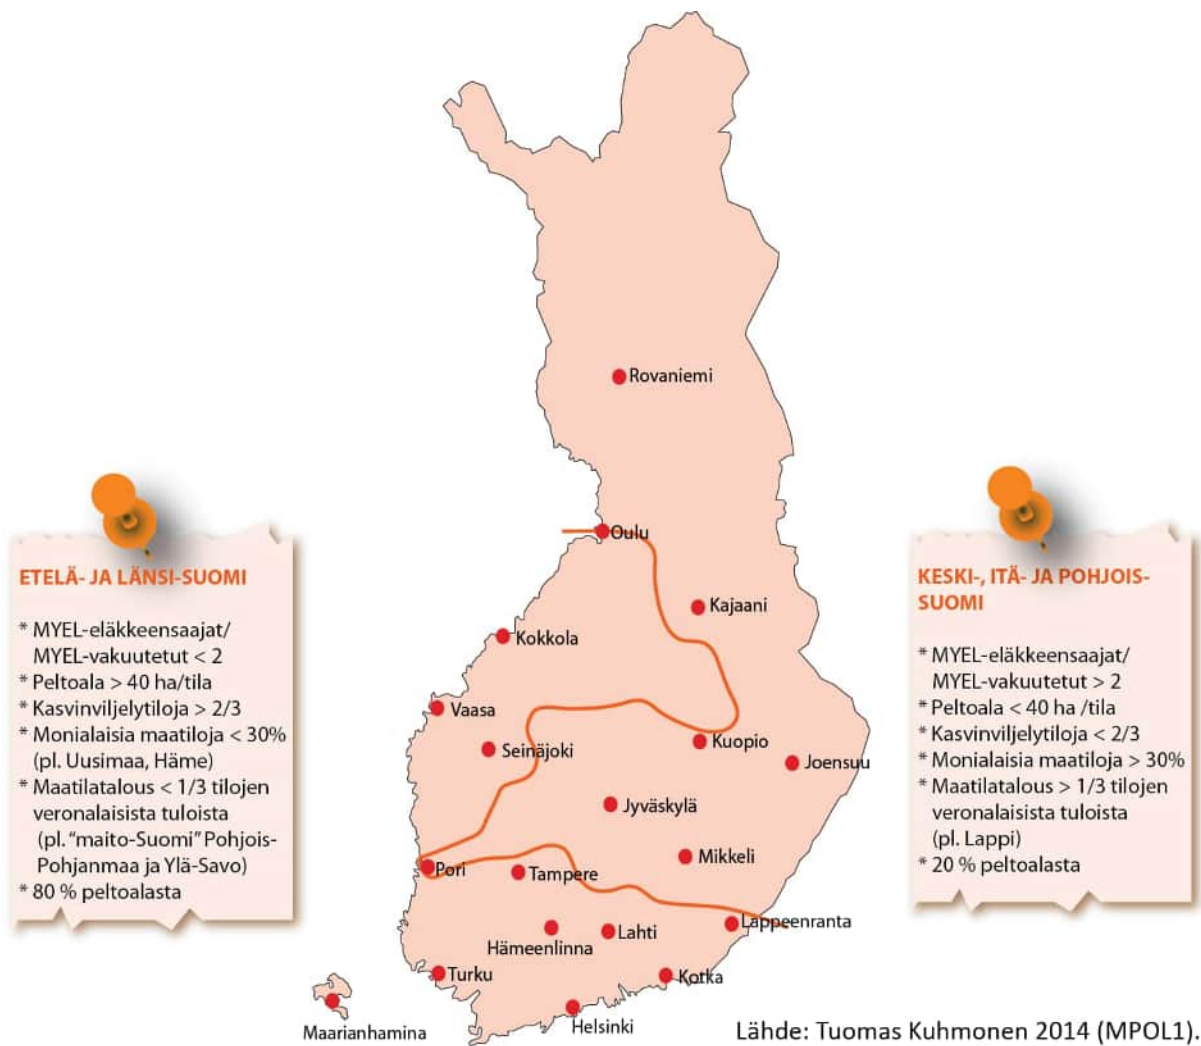 Rovaniemi
Oulu
Kajaani
Kokkola
Vaasa
Seinäjoki
Kuopio
Joensuu
Jyväskylä
Mikkeli
Pori
Tampere
Lappeenranta
Hämeenlinna
Lahti
Turku
Kotka
Helsinki
Maarianhamina
ETELÄ- JA LÄNSI-SUOMI
* MYEL-eläkkeensaajat/
MYEL-vakuutetut < 2
* Peltoala > 40 ha/tila
* Kasvinviljelytiloja > 2/3
* Monialaisia maatiloja < 30%
(pl. Uusimaa, Häme)
* Maatilatalous < 1/3 tilojen
veronalaisista tuloista
(pl. "maito-Suomi" Pohjois-
Pohjanmaa ja Ylä-Savo)
* 80 % peltoalasta
KESKI-, ITÄ- JA POHJOIS-
SUOMI
* MYEL-eläkkeensaajat/
MYEL-vakuutetut > 2
* Peltoala < 40 ha /tila
* Kasvinviljelytiloja < 2/3
* Monialaisia maatiloja > 30%
* Maatilatalous > 1/3 tilojen
veronalaisista tuloista
(pl. Lappi)
* 20 % peltoalasta
Lähde: Tuomas Kuhmonen 2014 (MPOL1).